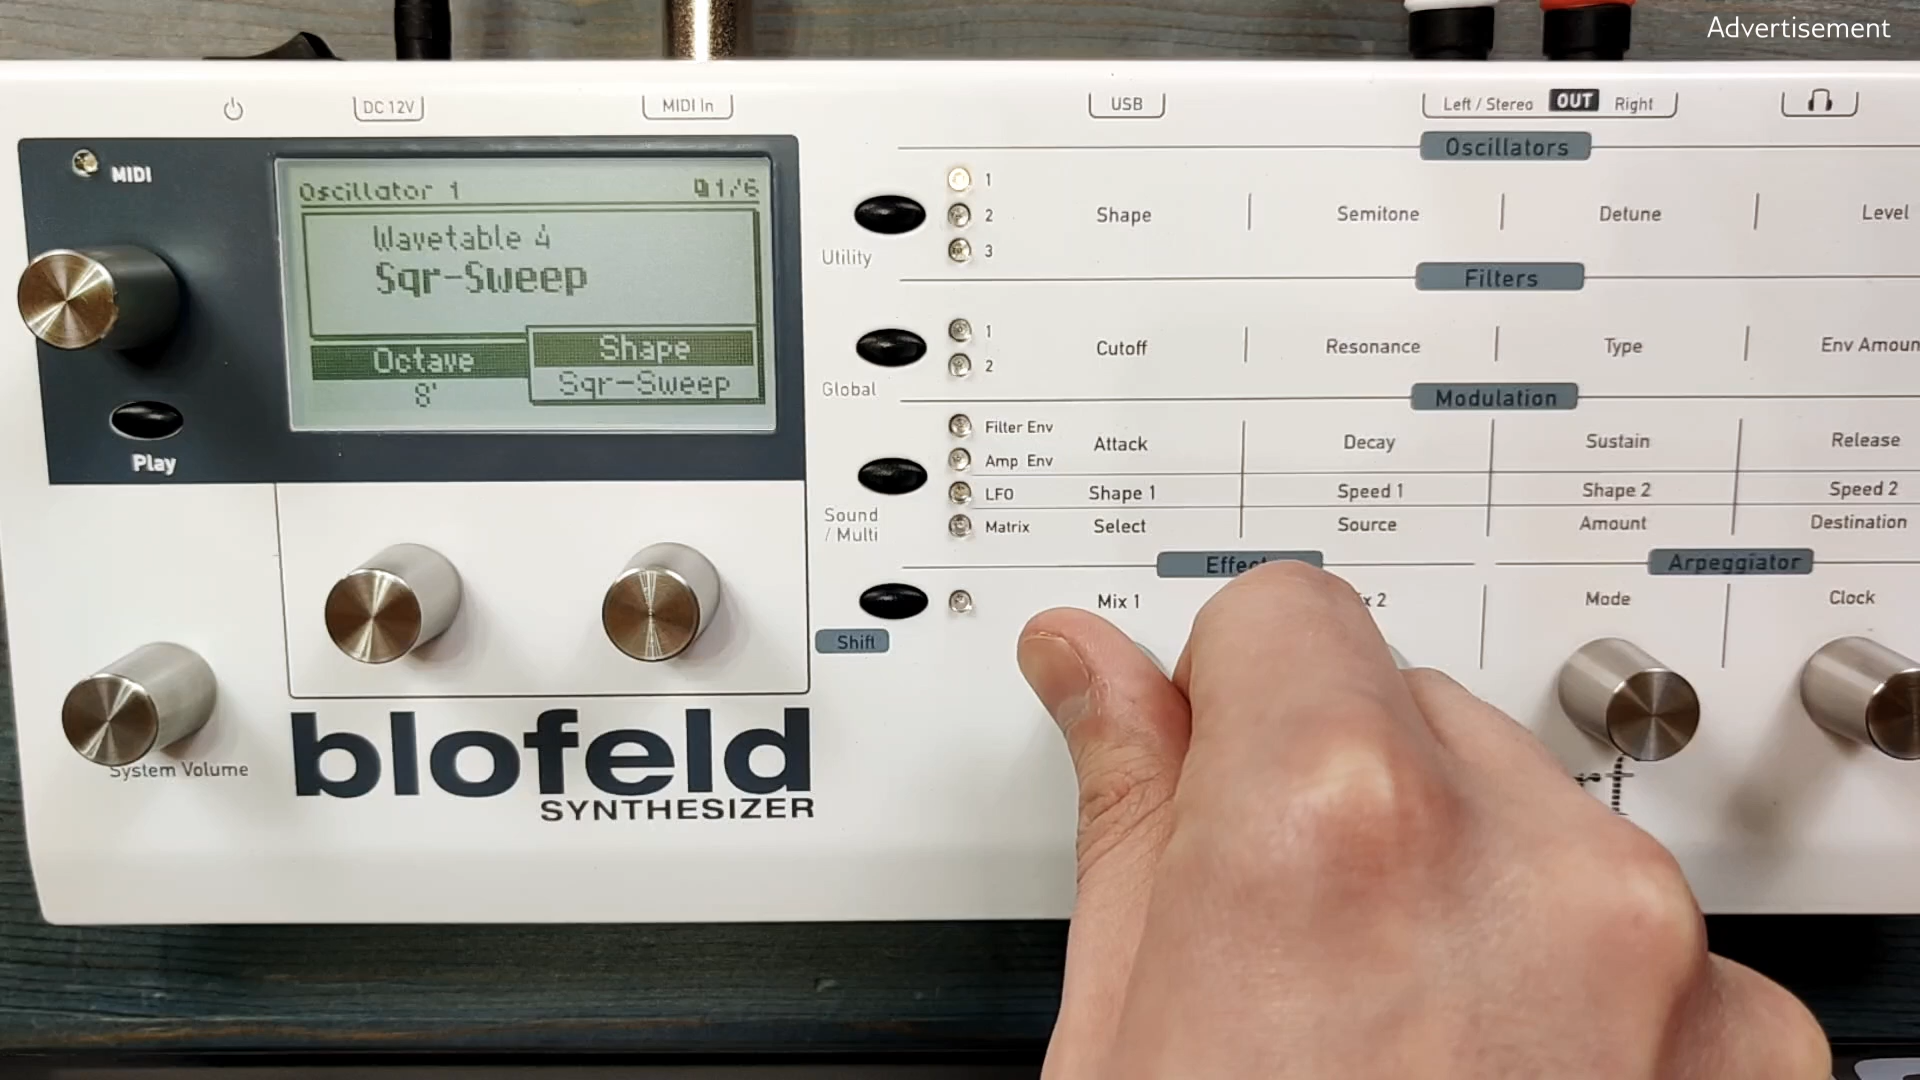 Advertisement
DC 12V
MIDI In
USB
Left / Stereo OUT Right
MIDI
Oscillator 1
1/6
Wavetable 4
Sqr-Sweep
Octave
8'
Shape
Sqr-Sweep
Play
System Volume
blofeld
SYNTHESIZER
Oscillators
1
2
3
Utility
Shape
Semitone
Detune
Level
Filters
1
2
Global
Cutoff
Resonance
Type
Env Amoun
Modulation
Filter Env
Attack
Decay
Sustain
Release
Amp Env
LFO
Shape 1
Speed 1
Shape 2
Speed 2
Sound
/ Multi
Matrix
Select
Source
Amount
Destination
Effec
Arpeggiator
Mix 1
x 2
Mode
Clock
Shift